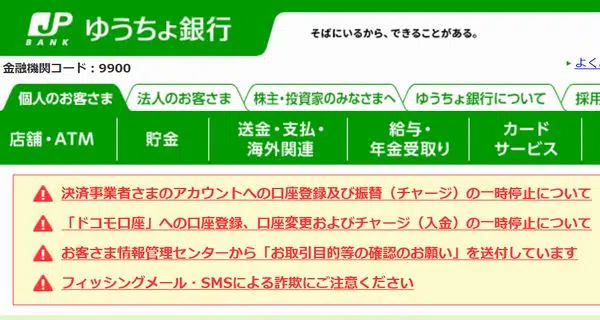 JP
BANK
ゆうちょ銀行
そばにいるから、できることがある。
金融機関コード：9900
よく
個人のお客さま
法人のお客さま
株主・投資家のみなさまへ
ゆうちょ銀行について
採用
店舗・ATM
貯金
送金・支払・
海外関連
給与・
年金受取り
カード
サービス
決済事業者さまのアカウントへの口座登録及び振替（チャージ）の一時停止について
「ドコモ口座」への口座登録、口座変更およびチャージ（入金）の一時停止について
お客さま情報管理センターから「お取引目的等の確認のお願い」を送付しています
フィッシングメール・SMSによる詐欺にご注意ください